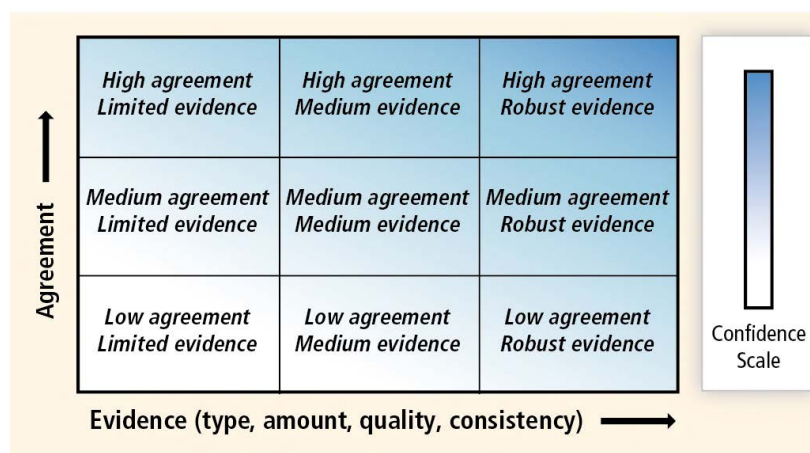 High agreement
Limited evidence
High agreement
Medium evidence
High agreement
Robust evidence
Medium agreement
Limited evidence
Medium agreement
Medium evidence
Medium agreement
Robust evidence
Low agreement
Limited evidence
Low agreement
Medium evidence
Low agreement
Robust evidence
Agreement
Evidence (type, amount, quality, consistency)
Confidence
Scale